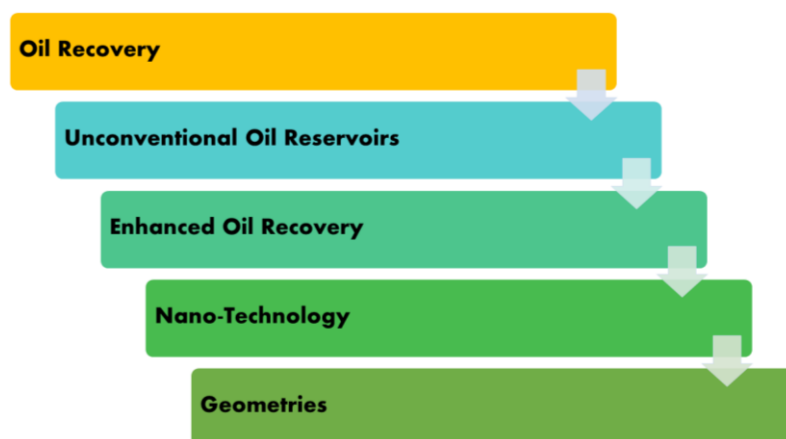 Oil Recovery
Unconventional Oil Reservoirs
Enhanced Oil Recovery
Nano-Technology
Geometries